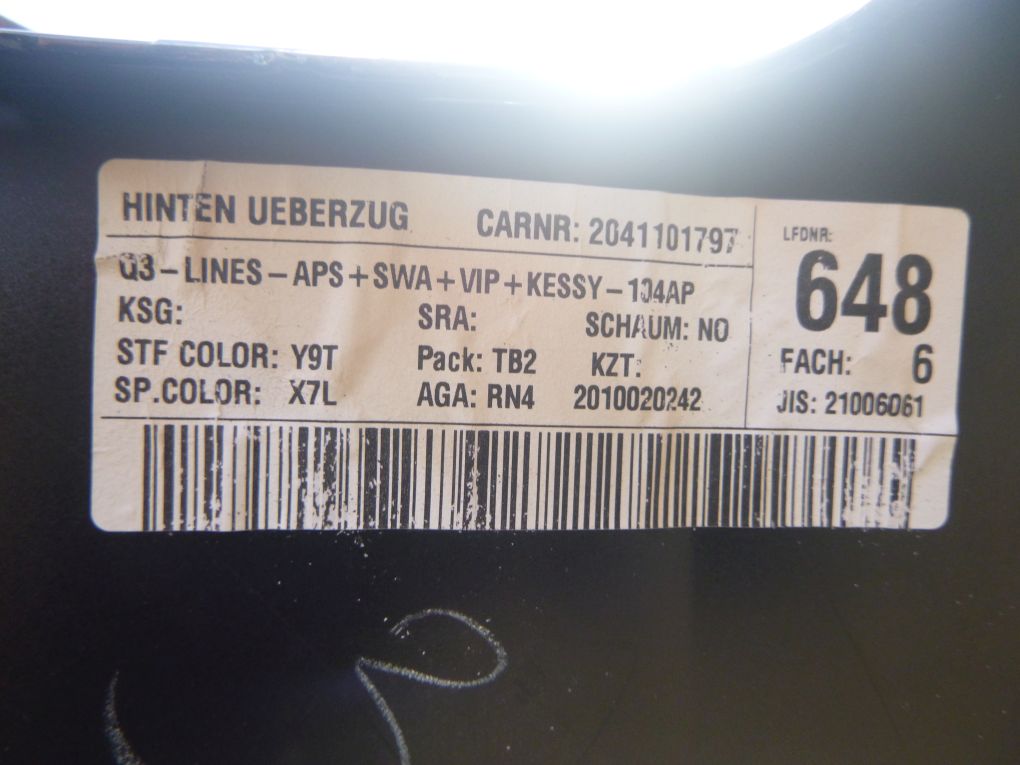 HINTEN UEBERZUG
CARNR: 2041101797
Q3-LINES-APS+SWA+VIP+KESSY-104AP
KSG:
SRA:
SCHAUM: NO
STF COLOR: Y9T
Pack: TB2
KZT:
SP.COLOR: X7L
AGA: RN4
2010020242
LFDNR:
648
FACH: 6
JIS: 21006061